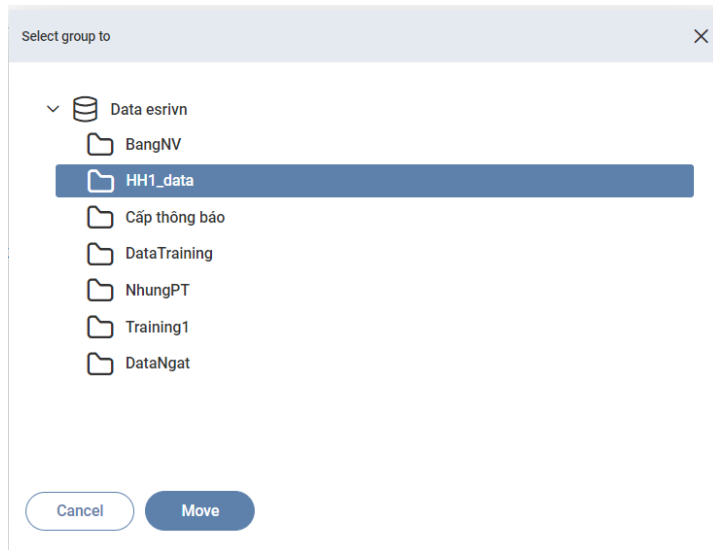 Select group to
Data esrivn
BangNV
HH1_data
Cấp thông báo
DataTraining
NhungPT
Training1
DataNgat
Cancel
Move